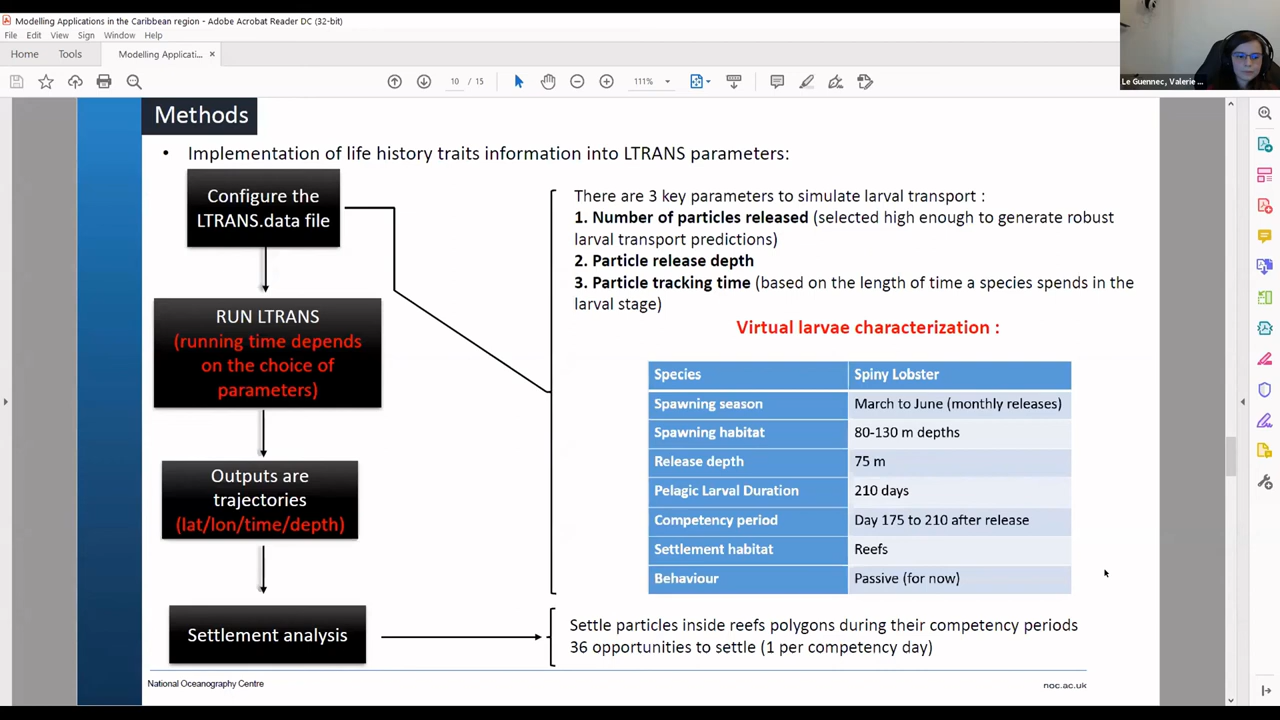 Modelling Applications in the Caribbean region - Adobe Acrobat Reader DC (32-bit)
File Edit View Sign Window Help
Home Tools Modelling Applicati... ×
10 / 15 111%
Le Guennec, Valerie ...
Methods
• Implementation of life history traits information into LTRANS parameters:
Configure the
LTRANS.data file
RUN LTRANS
(running time depends
on the choice of
parameters)
Outputs are
trajectories
(lat/lon/time/depth)
Settlement analysis
There are 3 key parameters to simulate larval transport :
1. Number of particles released (selected high enough to generate robust
larval transport predictions)
2. Particle release depth
3. Particle tracking time (based on the length of time a species spends in the
larval stage)
Virtual larvae characterization :
Species Spiny Lobster
Spawning season March to June (monthly releases)
Spawning habitat 80-130 m depths
Release depth 75 m
Pelagic Larval Duration 210 days
Competency period Day 175 to 210 after release
Settlement habitat Reefs
Behaviour Passive (for now)
Settle particles inside reefs polygons during their competency periods
36 opportunities to settle (1 per competency day)
National Oceanography Centre
noc.ac.uk